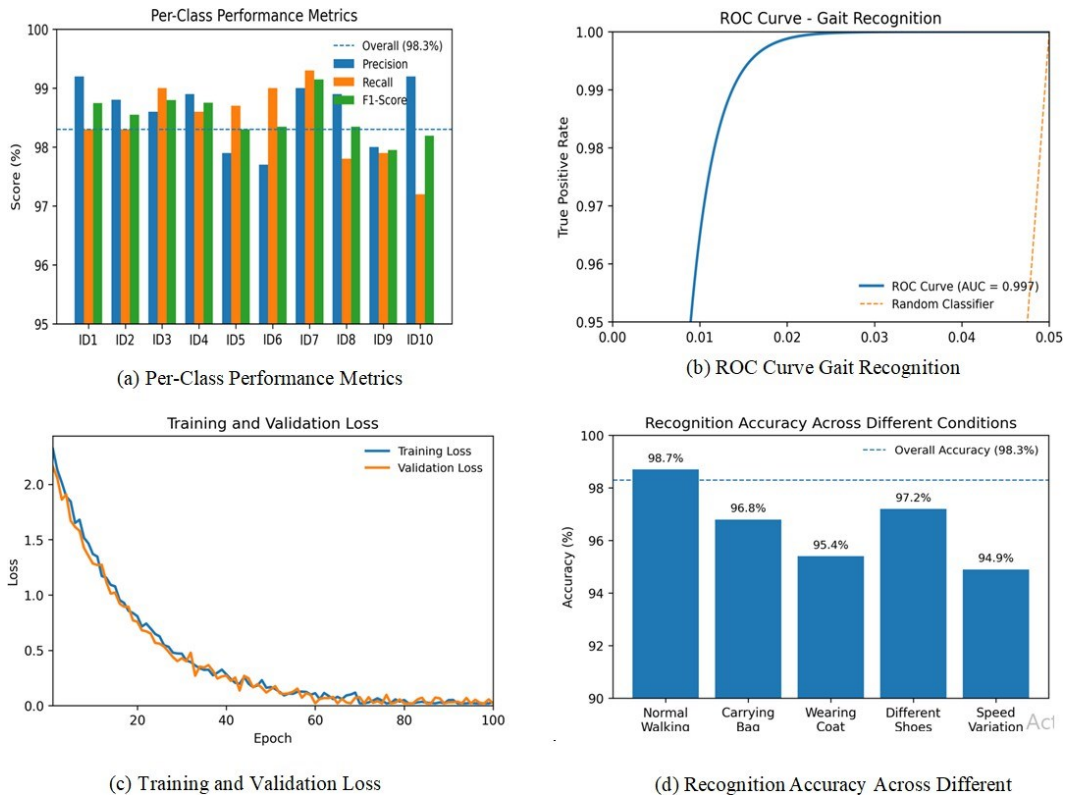 Per-Class Performance Metrics
100
99
98
97
96
95
Score (%)
Overall (98.3%)
Precision
Recall
F1-Score
ID1 ID2 ID3 ID4 ID5 ID6 ID7 ID8 ID9 ID10
(a) Per-Class Performance Metrics
ROC Curve - Gait Recognition
1.00
0.99
0.98
0.97
0.96
0.95
True Positive Rate
ROC Curve (AUC = 0.997)
Random Classifier
0.00 0.01 0.02 0.03 0.04 0.05
(b) ROC Curve Gait Recognition
Training and Validation Loss
2.0
1.5
1.0
0.5
0.0
Loss
Training Loss
Validation Loss
20 40 60 80 100
Epoch
(c) Training and Validation Loss
Recognition Accuracy Across Different Conditions
100
98
96
94
92
90
Accuracy (%)
Overall Accuracy (98.3%)
98.7%
96.8%
95.4%
97.2%
94.9%
Normal Carrying Wearing Different Speed
Walking Bag Coat Shoes Variation
Act
(d) Recognition Accuracy Across Different